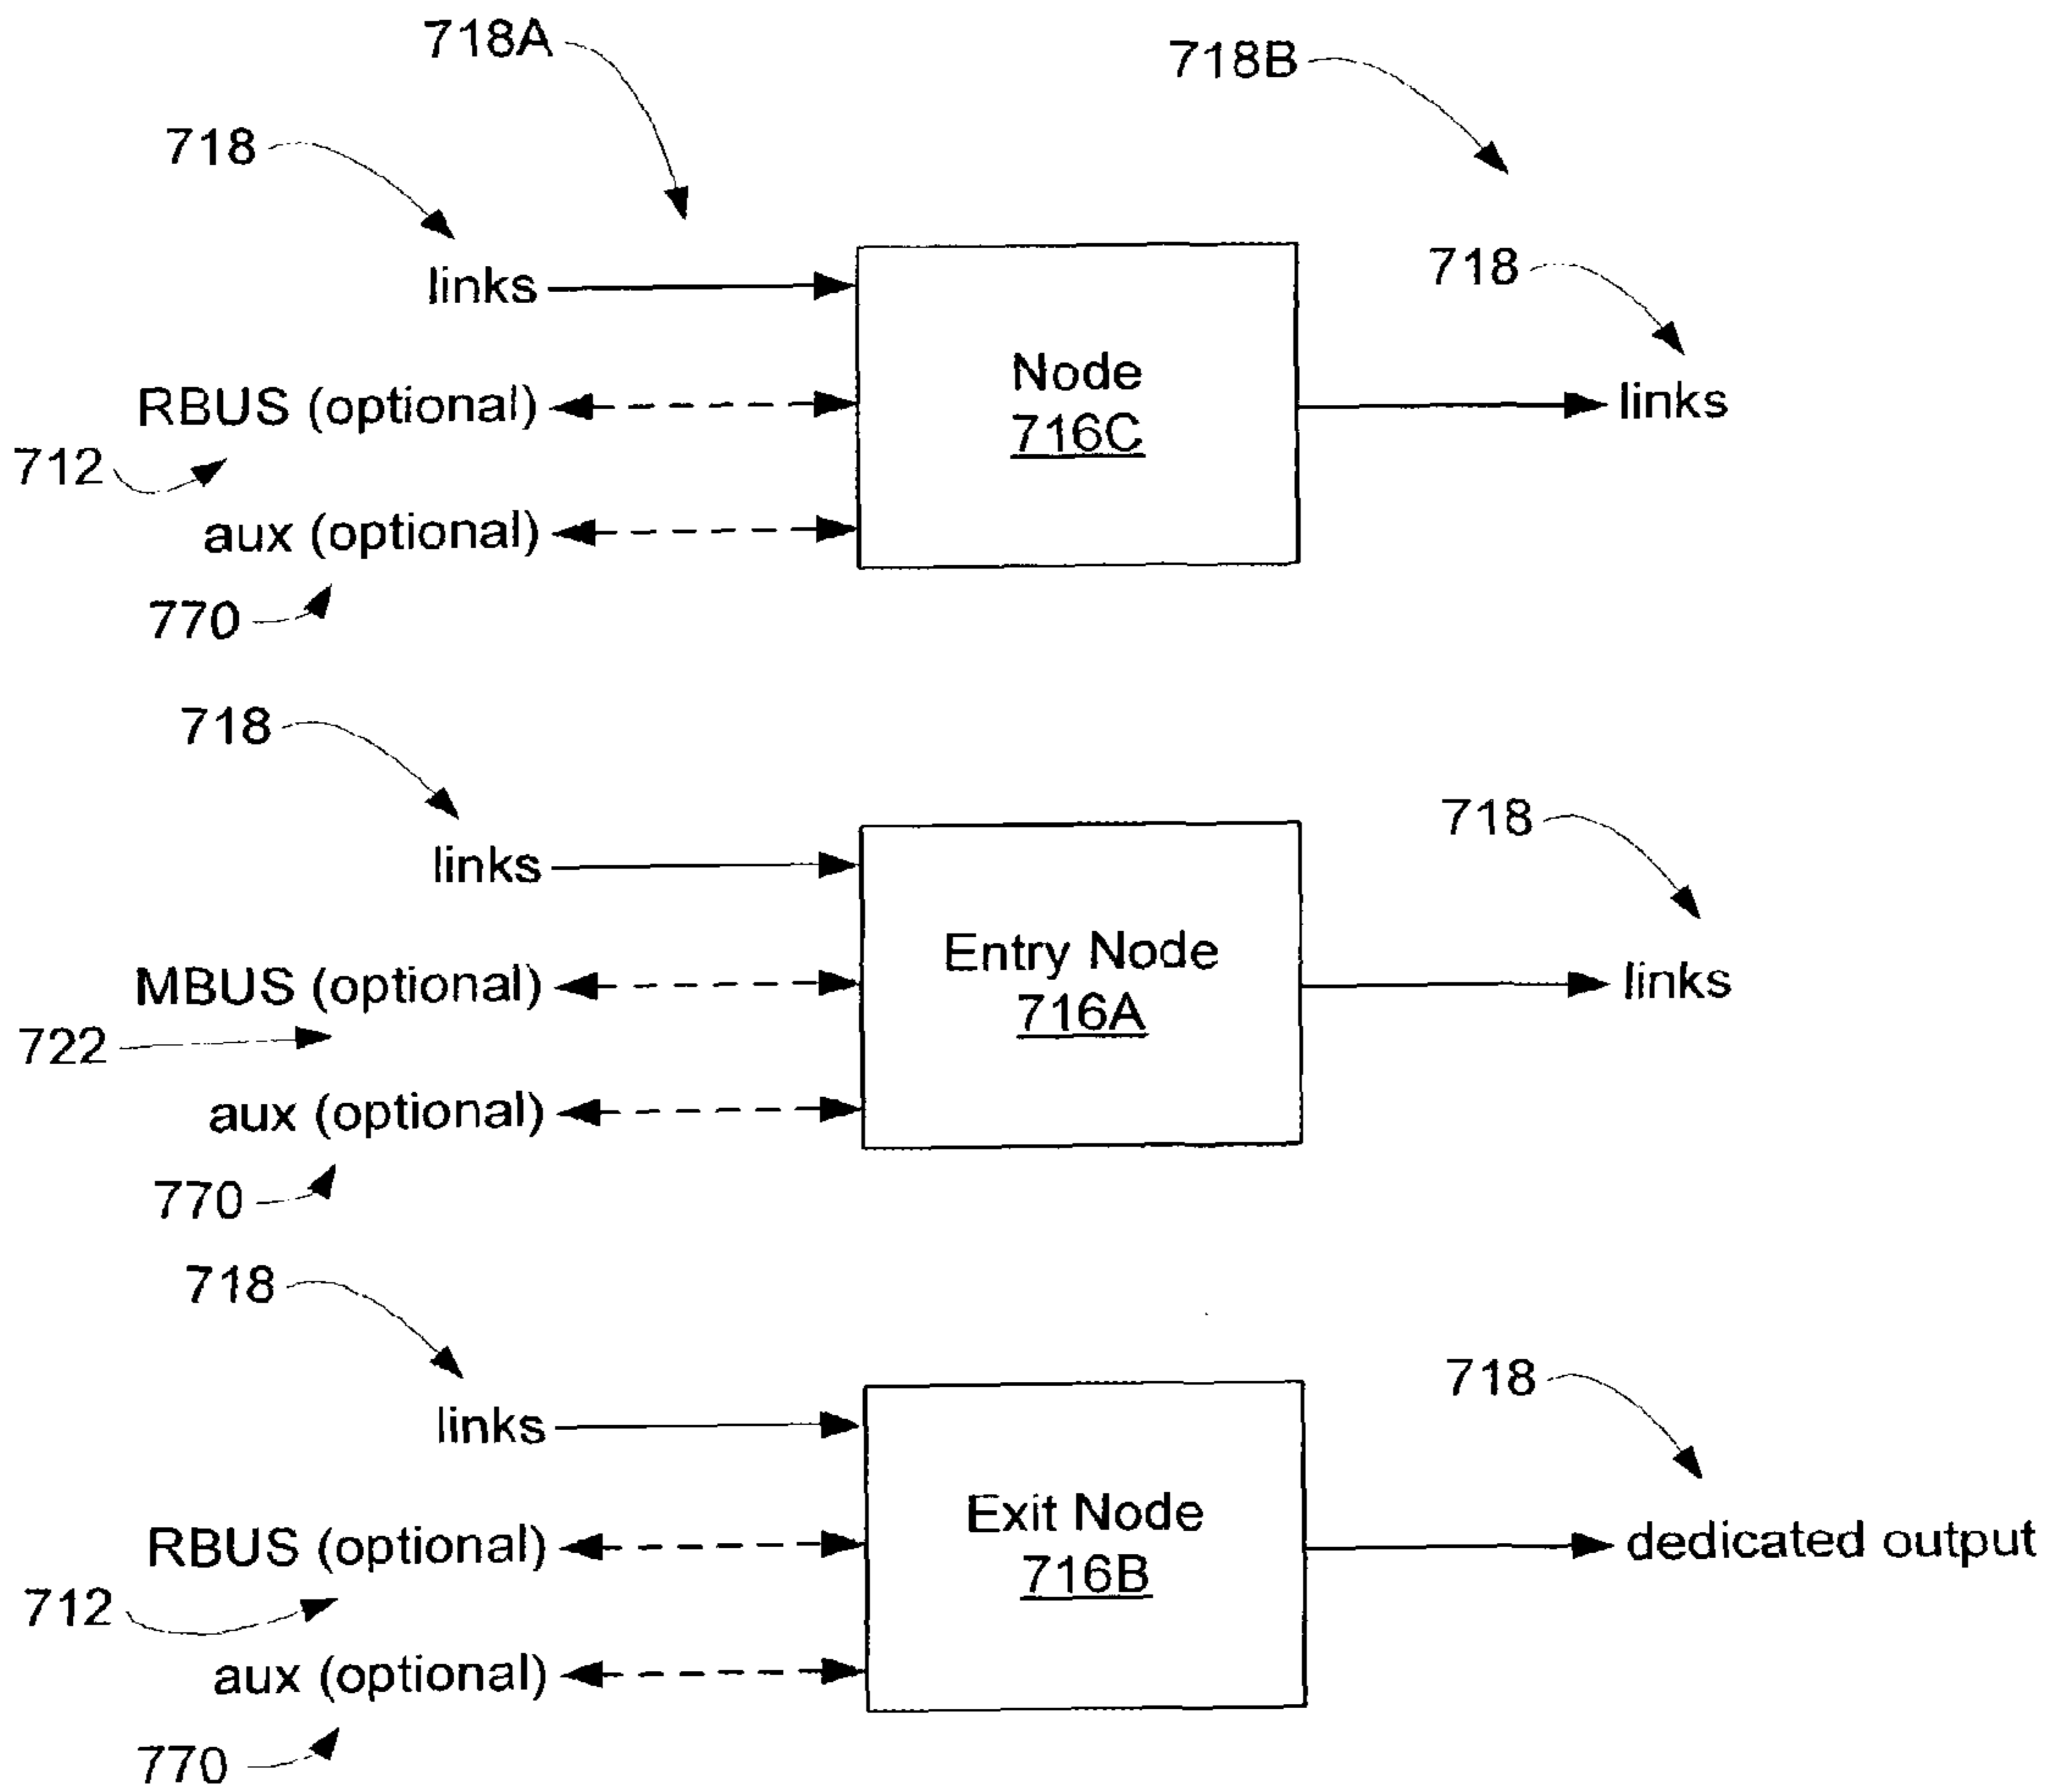 718A
718B
718
links
718
RBUS (optional)
Node
716C
links
712
aux (optional)
770
718
718
links
Entry Node
716A
MBUS (optional)
links
722
aux (optional)
770
718
718
links
Exit Node
716B
RBUS (optional)
dedicated output
712
aux (optional)
770